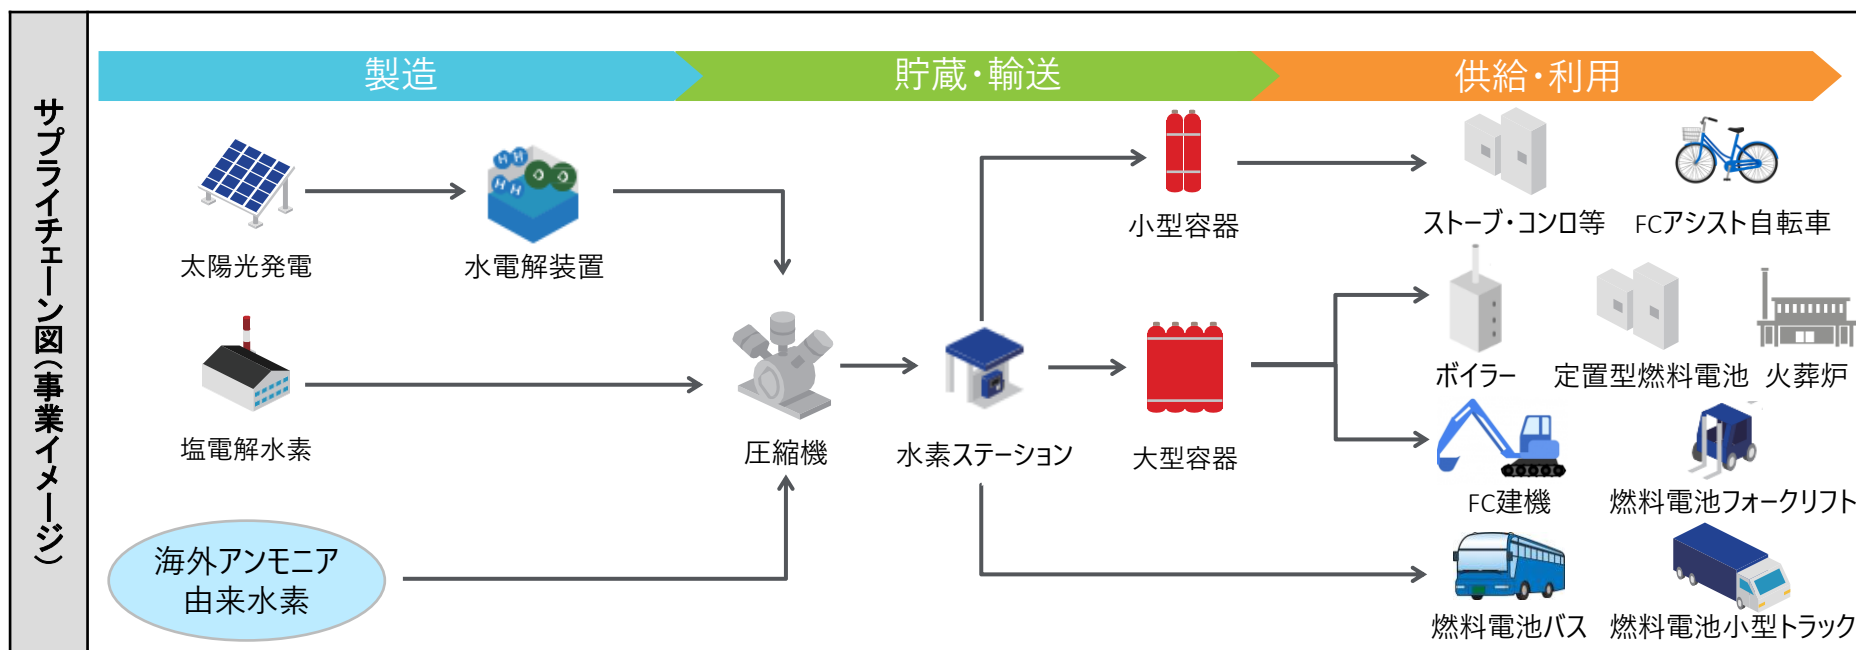 サプライチェーン図(事業イメージ)
製造
貯蔵・輸送
供給・利用
太陽光発電
H H
H H
O O
水電解装置
塩電解水素
海外アンモニア
由来水素
圧縮機
水素ステーション
小型容器
大型容器
ストーブ・コンロ等
FCアシスト自転車
ボイラー
定置型燃料電池
火葬炉
FC建機
燃料電池フォークリフト
燃料電池バス
燃料電池小型トラック